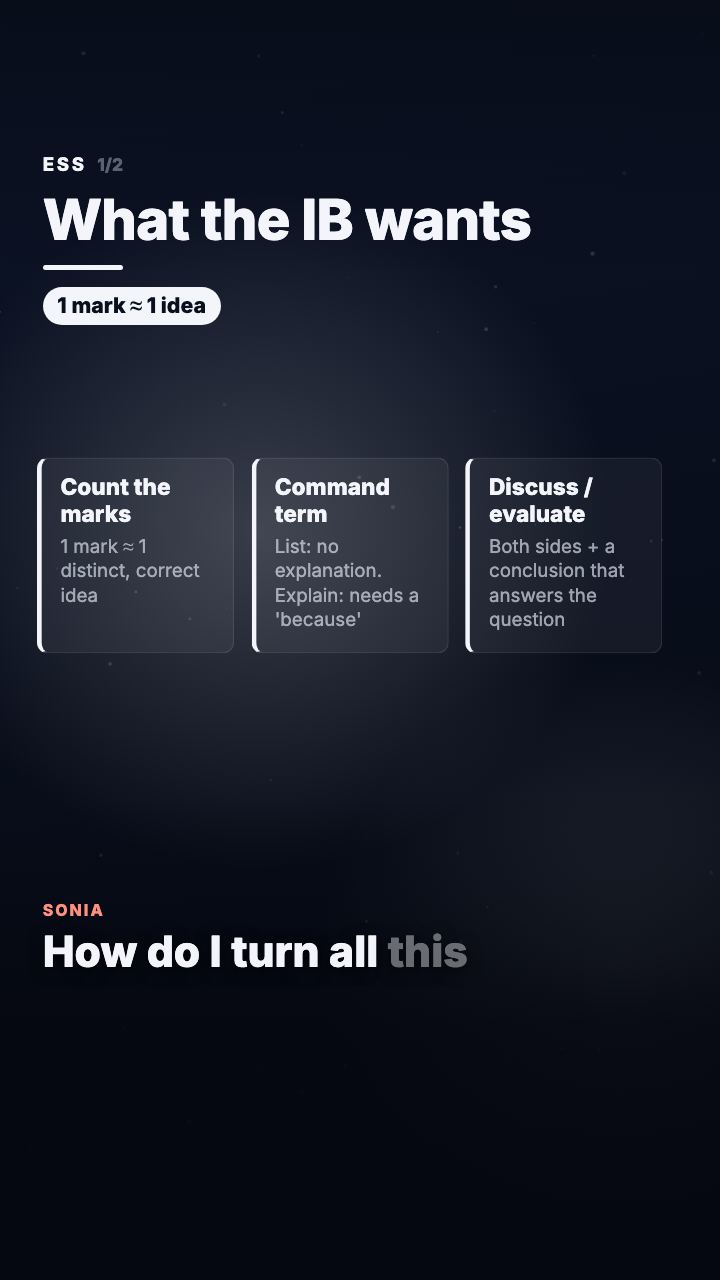 ESS 1/2
What the IB wants
1 mark ≈ 1 idea
Count the
marks
1 mark ≈ 1
distinct, correct
idea
Command
term
List: no
explanation.
Explain: needs a
'because'
Discuss /
evaluate
Both sides + a
conclusion that
answers the
question
SONIA
How do I turn all this